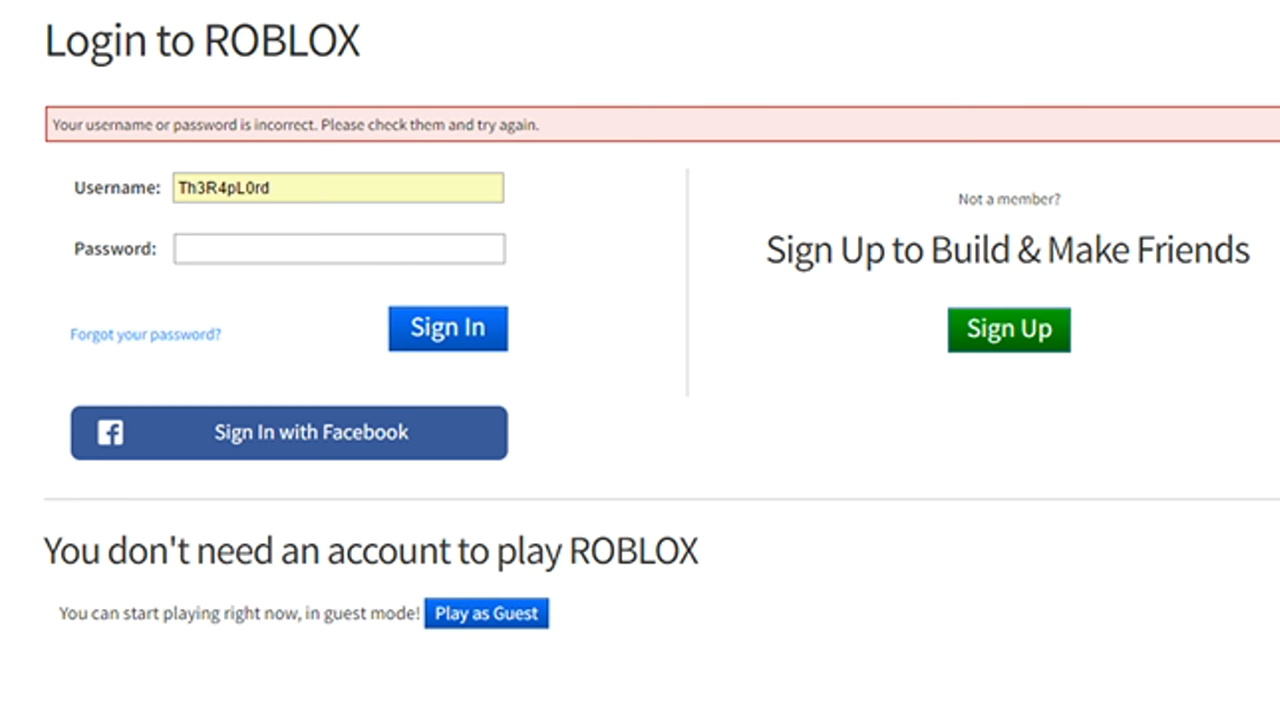 Login to ROBLOX
Your username or password is incorrect. Please check them and try again.
Username: Th3R4pL0rd
Password:
Forgot your password?
Sign In
Sign In with Facebook
Not a member?
Sign Up to Build & Make Friends
Sign Up
You don't need an account to play ROBLOX
You can start playing right now, in guest mode! Play as Guest